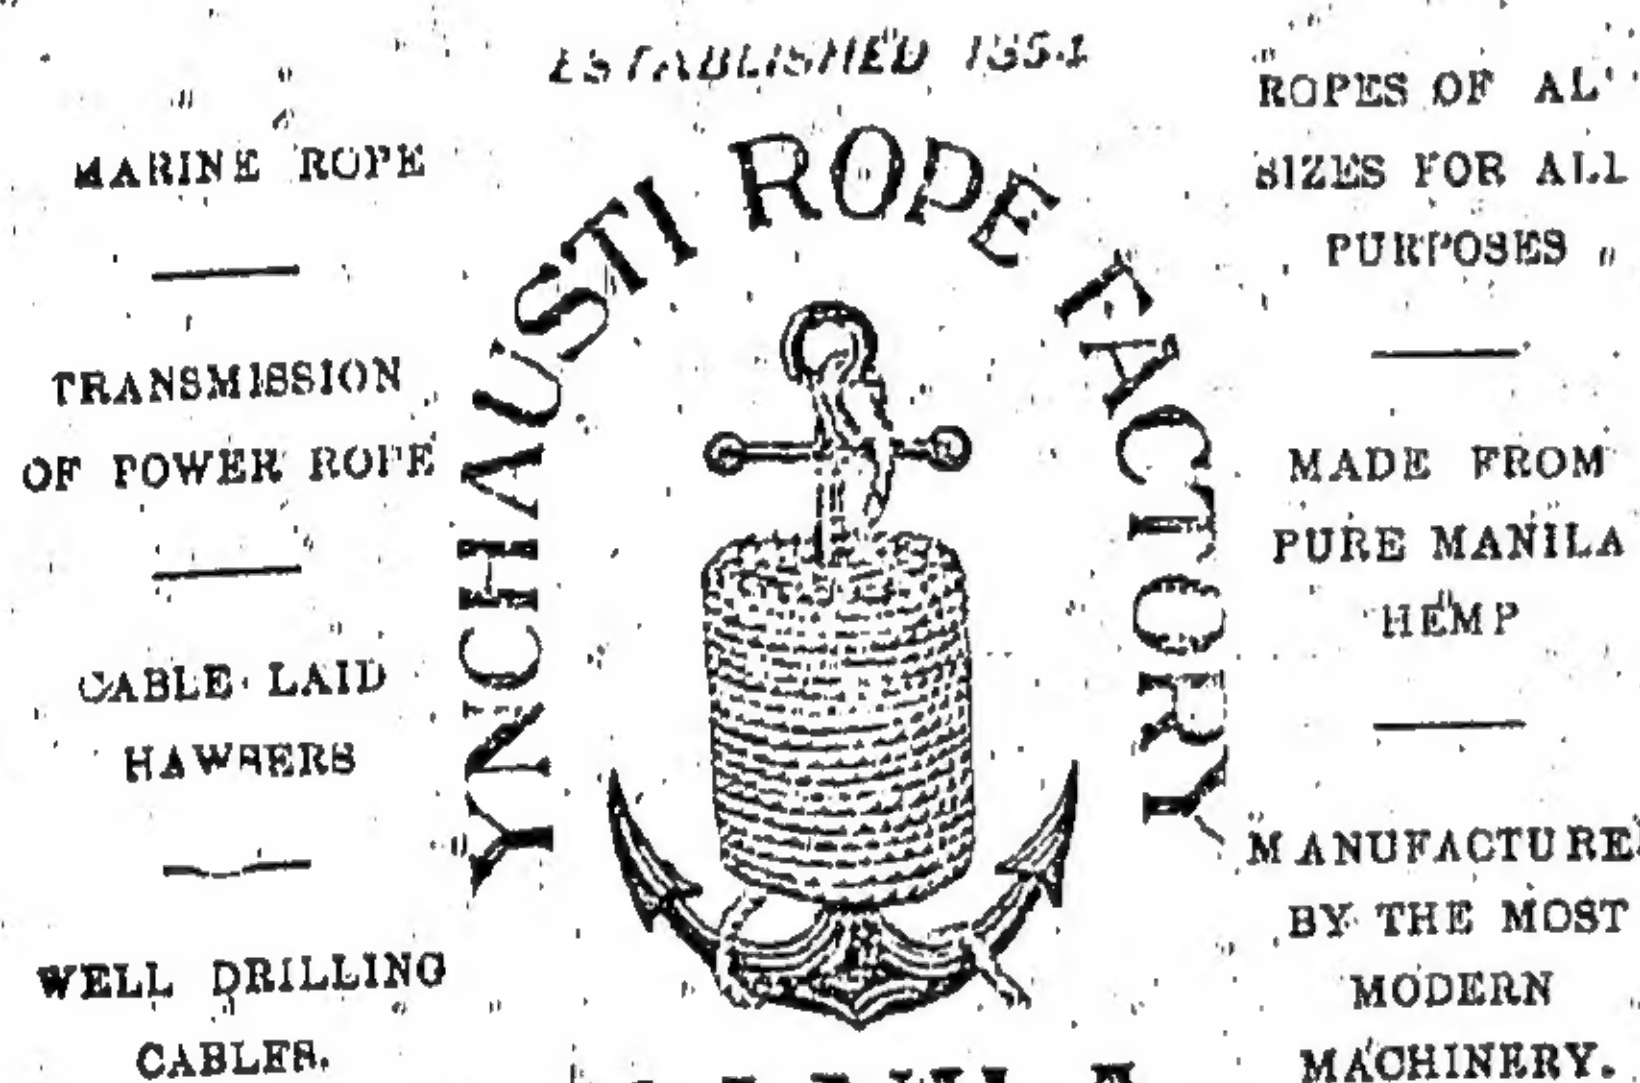 ESTABLISHED 1854
YNCHAUSTI ROPE FACTORY
MARINE ROPE
TRANSMISSION
OF POWER ROPE
CABLE LAID
HAWSERS
WELL DRILLING
CABLES.
ROPES OF AL
SIZES FOR ALL
PURPOSES
MADE FROM
PURE MANILA
HEMP
MANUFACTURE
BY THE MOST
MODERN
MACHINERY.